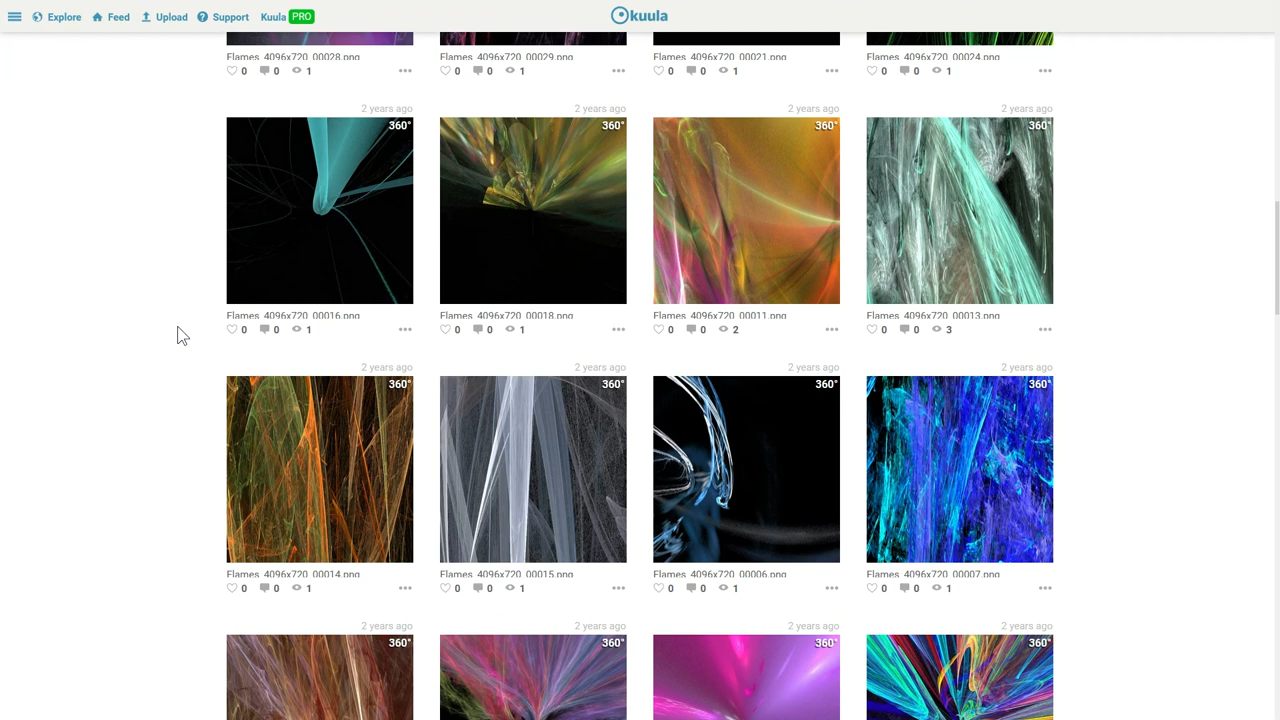 Explore Feed Upload Support Kuula PRO kuula
Flames_4096x720_00028.png Flames_4096x720_00029.png Flames_4096x720_00021.png Flames_4096x720_00024.png
0 0 1 0 0 1 0 0 1 0 0 1
2 years ago 2 years ago 2 years ago 2 years ago
360° 360° 360° 360°
Flames_4096x720_00016.png Flames_4096x720_00018.png Flames_4096x720_00011.png Flames_4096x720_00013.png
0 0 1 0 0 1 0 0 2 0 0 3
2 years ago 2 years ago 2 years ago 2 years ago
360° 360° 360° 360°
Flames_4096x720_00014.png Flames_4096x720_00015.png Flames_4096x720_00006.png Flames_4096x720_00007.png
0 0 1 0 0 1 0 0 1 0 0 1
2 years ago 2 years ago 2 years ago 2 years ago
360° 360° 360° 360°